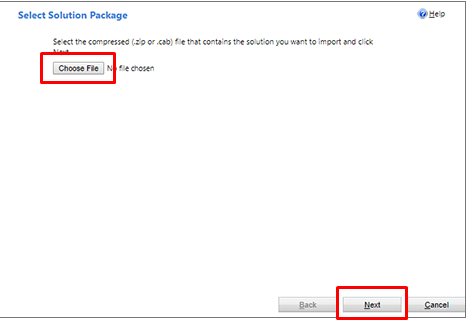 Select Solution Package
Help
Select the compressed (.zip or .cab) file that contains the solution you want to import and click
Next.
Choose File No file chosen
Back Next Cancel